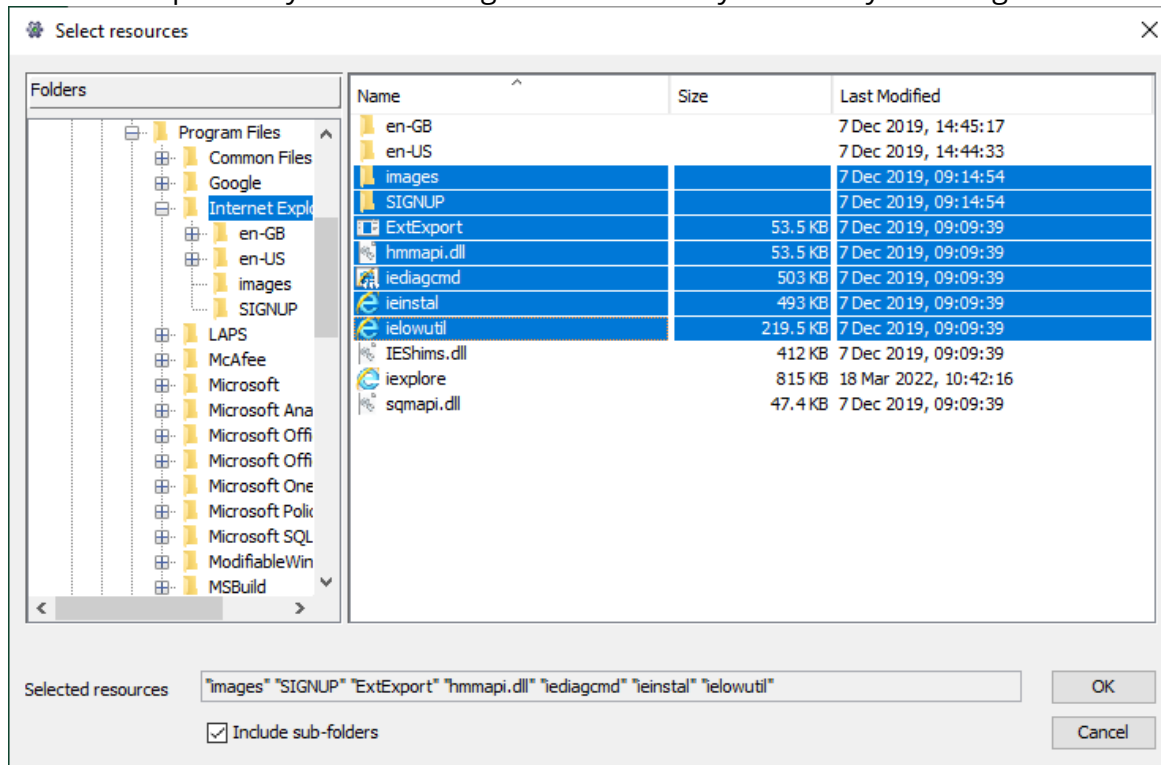 Select resources
Folders
Program Files
Common Files
Google
Internet Explo
en-GB
en-US
images
SIGNUP
LAPS
McAfee
Microsoft
Microsoft Ana
Microsoft Offi
Microsoft Offi
Microsoft One
Microsoft Polic
Microsoft SQL
ModifiableWin
MSBuild
Name Size Last Modified
en-GB 7 Dec 2019, 14:45:17
en-US 7 Dec 2019, 14:44:33
images 7 Dec 2019, 09:14:54
SIGNUP 7 Dec 2019, 09:14:54
ExtExport 53.5 KB 7 Dec 2019, 09:09:39
hmmapi.dll 53.5 KB 7 Dec 2019, 09:09:39
iediagcmd 503 KB 7 Dec 2019, 09:09:39
ieinstal 493 KB 7 Dec 2019, 09:09:39
ielowutil 219.5 KB 7 Dec 2019, 09:09:39
IEShims.dll 412 KB 7 Dec 2019, 09:09:39
iexplore 815 KB 18 Mar 2022, 10:42:16
sqmapi.dll 47.4 KB 7 Dec 2019, 09:09:39
Selected resources "images" "SIGNUP" "ExtExport" "hmmapi.dll" "iediagcmd" "ieinstal" "ielowutil" OK
Include sub-folders Cancel